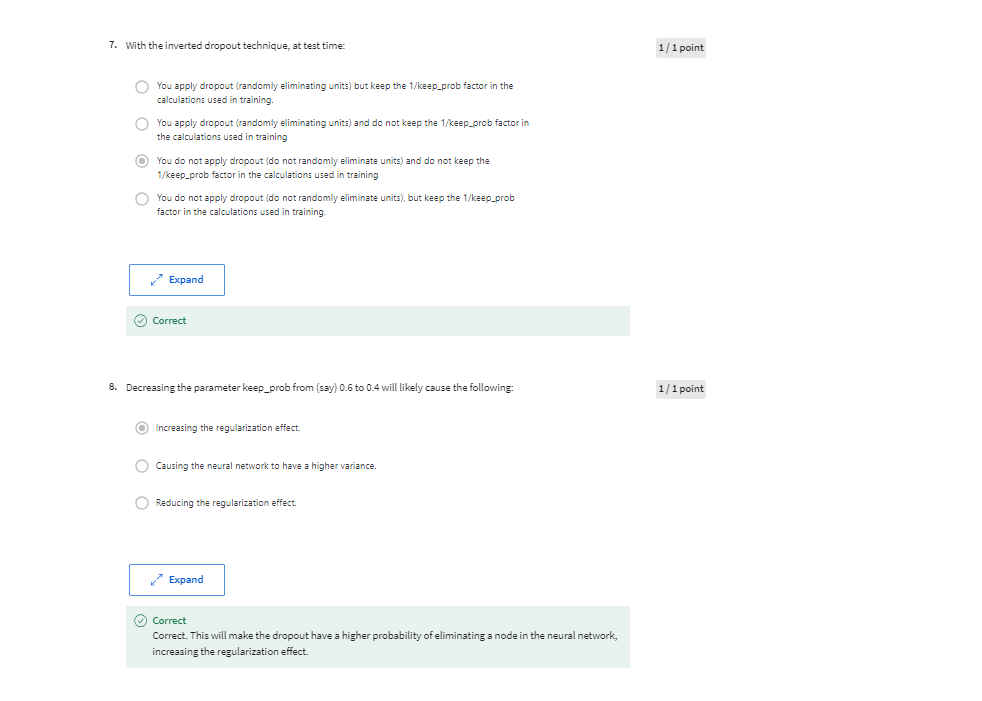 7. With the inverted dropout technique, at test time:
1 / 1 point
You apply dropout (randomly eliminating units) but keep the 1/keep_prob factor in the
calculations used in training.
You apply dropout (randomly eliminating units) and do not keep the 1/keep_prob factor in
the calculations used in training
You do not apply dropout (do not randomly eliminate units) and do not keep the
1/keep_prob factor in the calculations used in training
You do not apply dropout (do not randomly eliminate units), but keep the 1/keep_prob
factor in the calculations used in training.
Expand
Correct
8. Decreasing the parameter keep_prob from (say) 0.6 to 0.4 will likely cause the following:
1 / 1 point
Increasing the regularization effect.
Causing the neural network to have a higher variance.
Reducing the regularization effect.
Expand
Correct
Correct. This will make the dropout have a higher probability of eliminating a node in the neural network,
increasing the regularization effect.